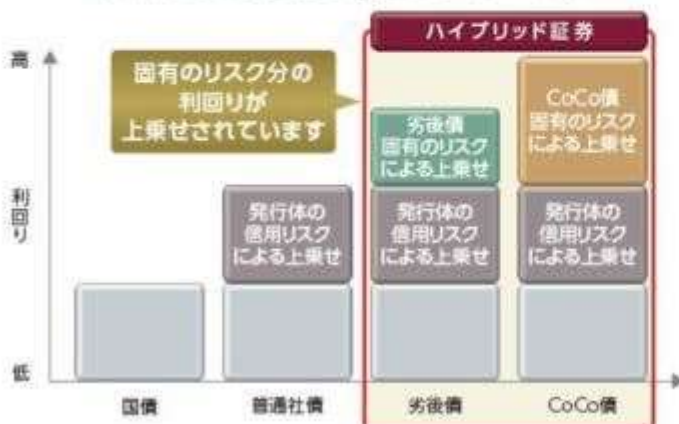 ハイブリッド証券
高
固有のリスク分の
利回りが
上乗せされています
CoCo債
固有のリスク
による上乗せ
劣後債
固有のリスク
による上乗せ
利回り
発行体の
信用リスク
による上乗せ
発行体の
信用リスク
による上乗せ
発行体の
信用リスク
による上乗せ
低
国債
普通社債
劣後債
CoCo債